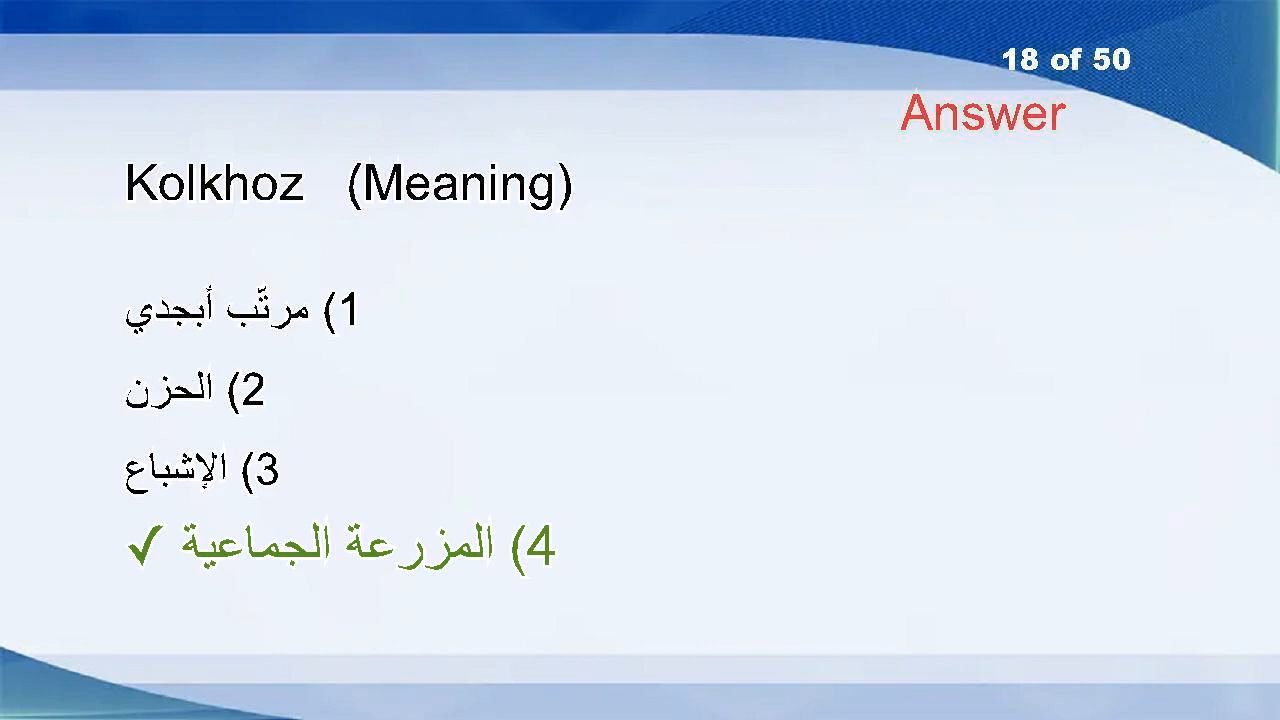 18 of 50
Answer
Kolkhoz (Meaning)
1) مرتّب أبجدي
2) الحزن
3) الإشباع
4) المزرعة الجماعية ✓